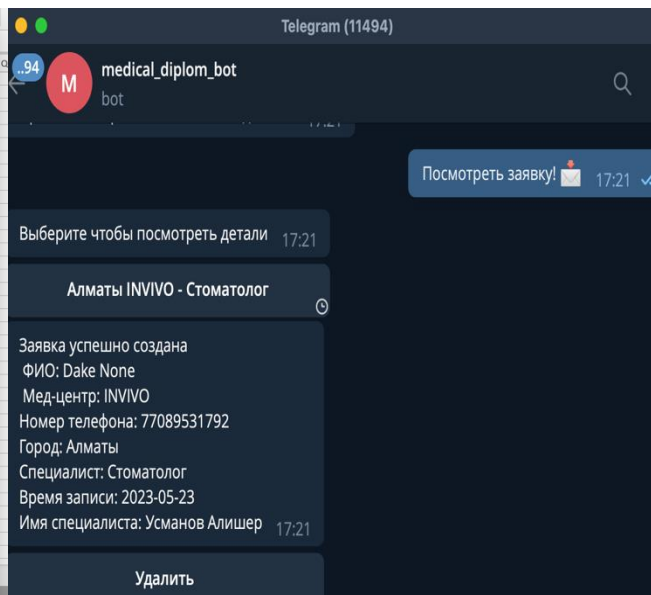 Telegram (11494)
..94
M
medical_diplom_bot
bot
Посмотреть заявку! 17:21
Выберите чтобы посмотреть детали 17:21
Алматы INVIVO - Стоматолог
Заявка успешно создана
ФИО: Dake None
Мед-центр: INVIVO
Номер телефона: 77089531792
Город: Алматы
Специалист: Стоматолог
Время записи: 2023-05-23
Имя специалиста: Усманов Алишер 17:21
Удалить